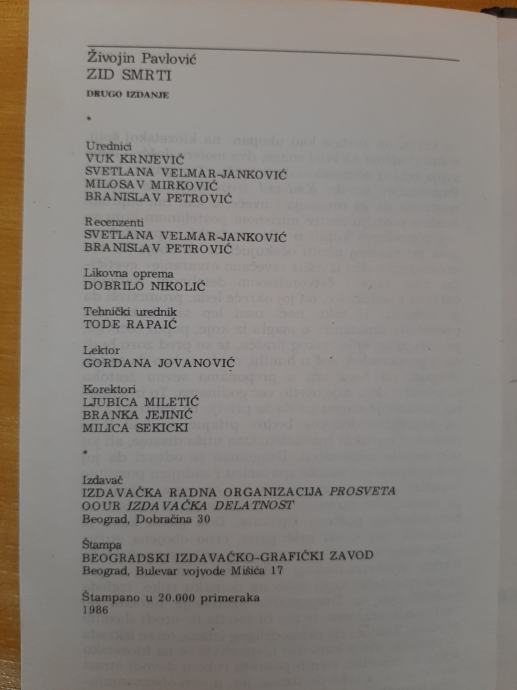 Živojin Pavlović
ZID SMRTI
DRUGO IZDANJE
*
Urednici
VUK KRNJEVIĆ
SVETLANA VELMAR-JANKOVIĆ
MILOSAV MIRKOVIĆ
BRANISLAV PETROVIĆ
Recenzenti
SVETLANA VELMAR-JANKOVIĆ
BRANISLAV PETROVIĆ
Likovna oprema
DOBRILO NIKOLIĆ
Tehnički urednik
TODE RAPAIĆ
Lektor
GORDANA JOVANOVIĆ
Korektori
LJUBICA MILETIĆ
BRANKA JEJINIĆ
MILICA SEKICKI
*
Izdavač
IZDAVAČKA RADNA ORGANIZACIJA PROSVETA
OOUR IZDAVAČKA DELATNOST
Beograd, Dobračina 30
Štampa
BEOGRADSKI IZDAVAČKO-GRAFIČKI ZAVOD
Beograd, Bulevar vojvode Mišića 17
Štampano u 20.000 primeraka
1986